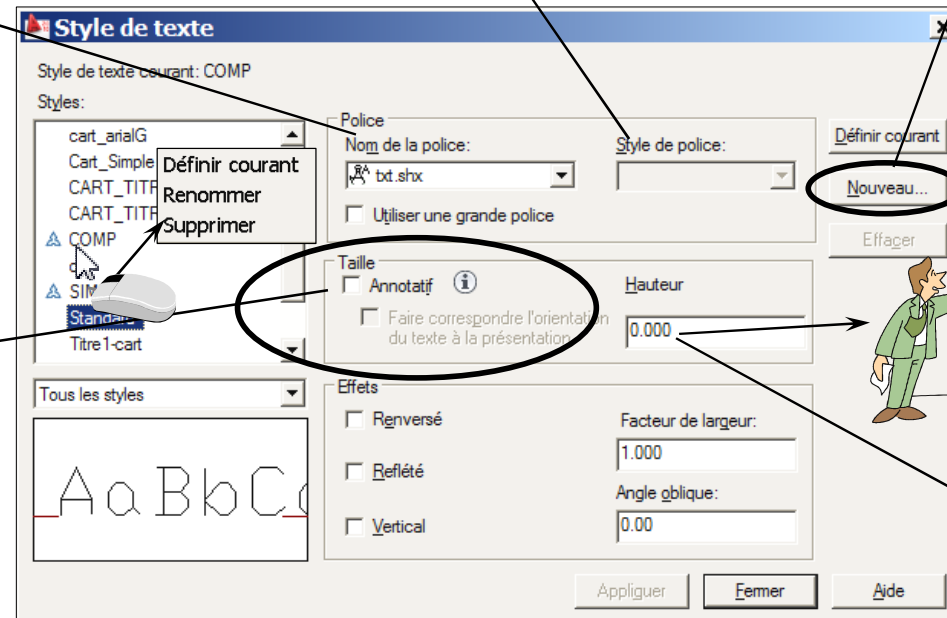 Style de texte
Style de texte courant: COMP
Styles:
cart_arialG
Cart_Simple
CART_TITR
CART_TITR
COMP
SIM
Standard
Titre1-cart
Définir courant
Renommer
Supprimer
Tous les styles
AaBbC
Police
Nom de la police:
txt.shx
Utiliser une grande police
Style de police:
Taille
Annotatif
Faire correspondre l'orientation
du texte à la présentation
Hauteur
0.000
Effets
Renversé
Reflété
Vertical
Facteur de largeur:
1.000
Angle oblique:
0.00
Définir courant
Nouveau...
Effacer
Appliquer
Fermer
Aide